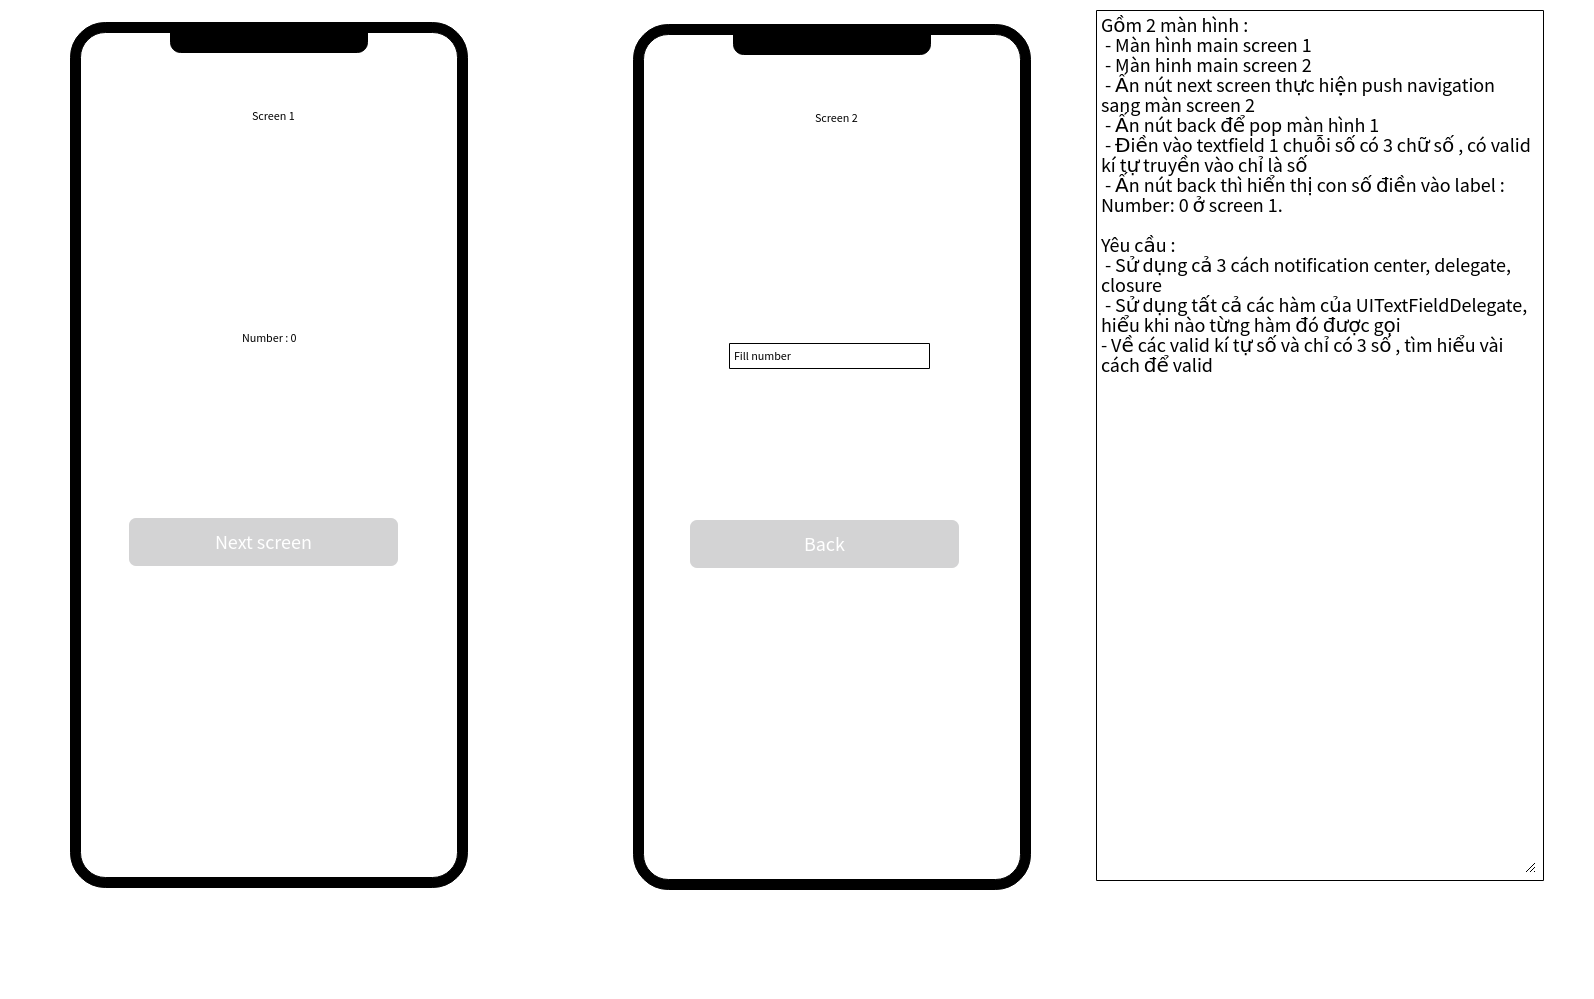 Screen 1
Number : 0
Next screen
Screen 2
Fill number
Back
Gồm 2 màn hình :
- Màn hình main screen 1
- Màn hinh main screen 2
- Ấn nút next screen thực hiện push navigation
sang màn screen 2
- Ấn nút back để pop màn hình 1
- Điền vào textfield 1 chuỗi số có 3 chữ số , có valid
kí tự truyền vào chỉ là số
- Ấn nút back thì hiển thị con số điền vào label :
Number: 0 ở screen 1.
Yêu cầu :
- Sử dụng cả 3 cách notification center, delegate,
closure
- Sử dụng tất cả các hàm của UITextFieldDelegate,
hiểu khi nào từng hàm đó được gọi
- Về các valid kí tự số và chỉ có 3 số , tìm hiểu vài
cách để valid